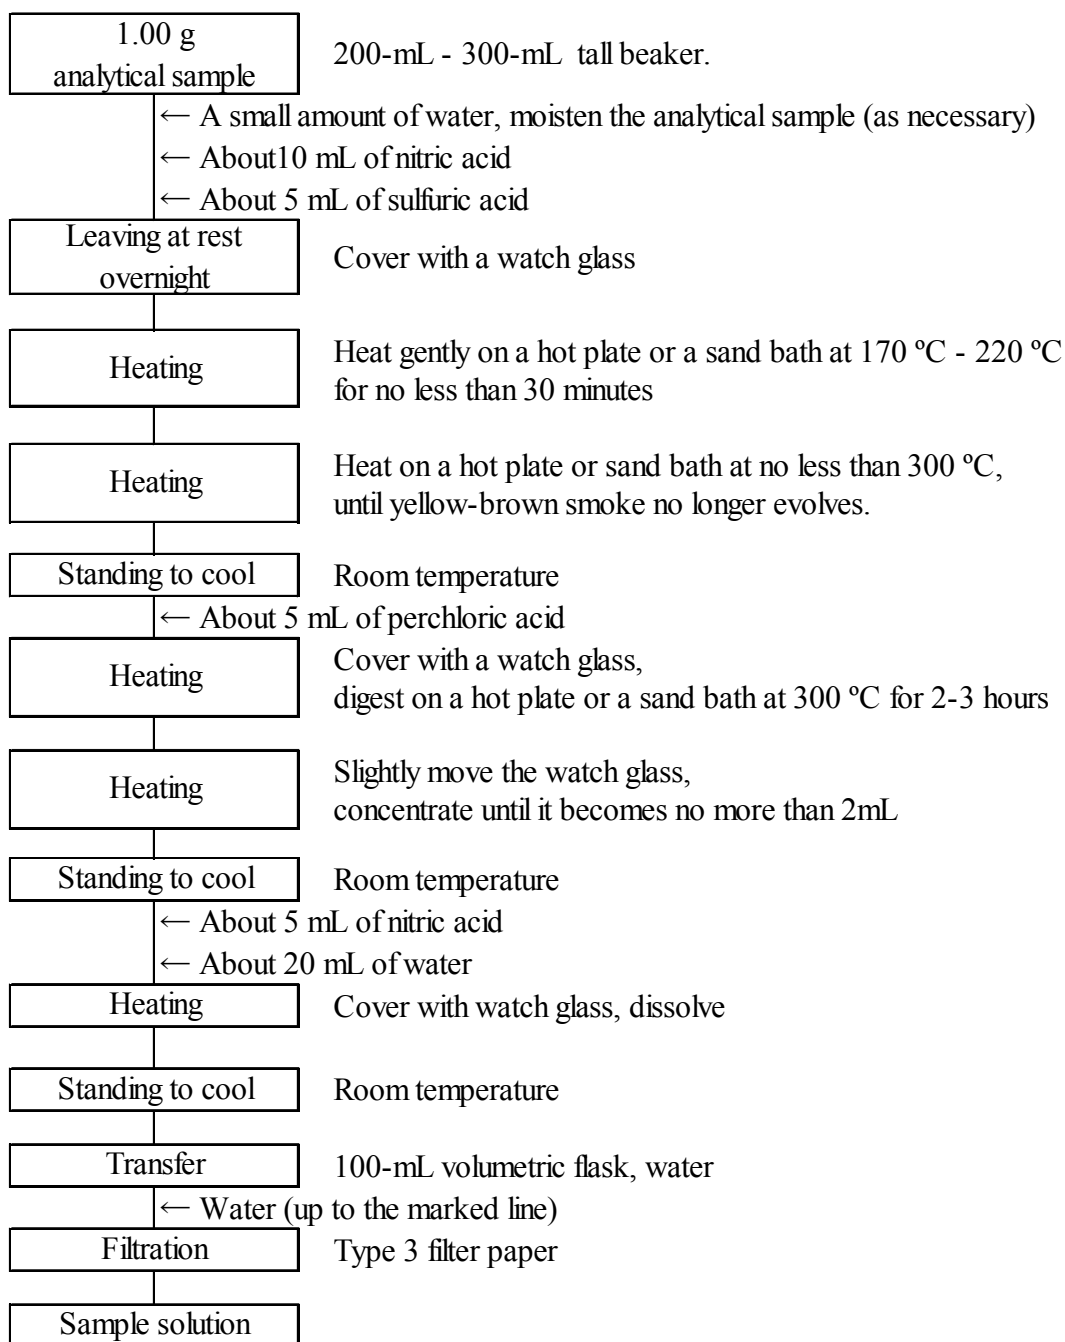 1.00 g
analytical sample
200-mL - 300-mL tall beaker.
← A small amount of water, moisten the analytical sample (as necessary)
← About10 mL of nitric acid
← About 5 mL of sulfuric acid
Leaving at rest
overnight
Cover with a watch glass
Heating
Heat gently on a hot plate or a sand bath at 170 ºC - 220 ºC
for no less than 30 minutes
Heating
Heat on a hot plate or sand bath at no less than 300 ºC,
until yellow-brown smoke no longer evolves.
Standing to cool
Room temperature
← About 5 mL of perchloric acid
Heating
Cover with a watch glass,
digest on a hot plate or a sand bath at 300 ºC for 2-3 hours
Heating
Slightly move the watch glass,
concentrate until it becomes no more than 2mL
Standing to cool
Room temperature
← About 5 mL of nitric acid
← About 20 mL of water
Heating
Cover with watch glass, dissolve
Standing to cool
Room temperature
Transfer
100-mL volumetric flask, water
← Water (up to the marked line)
Filtration
Type 3 filter paper
Sample solution